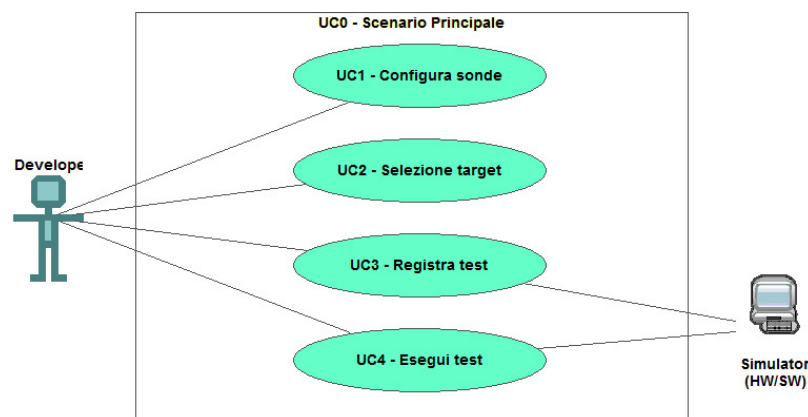 UC0 - Scenario Principale
UC1 - Configura sonde
Develope
UC2 - Selezione target
UC3 - Registra test
UC4 - Esegui test
Simulator
(HW/SW)